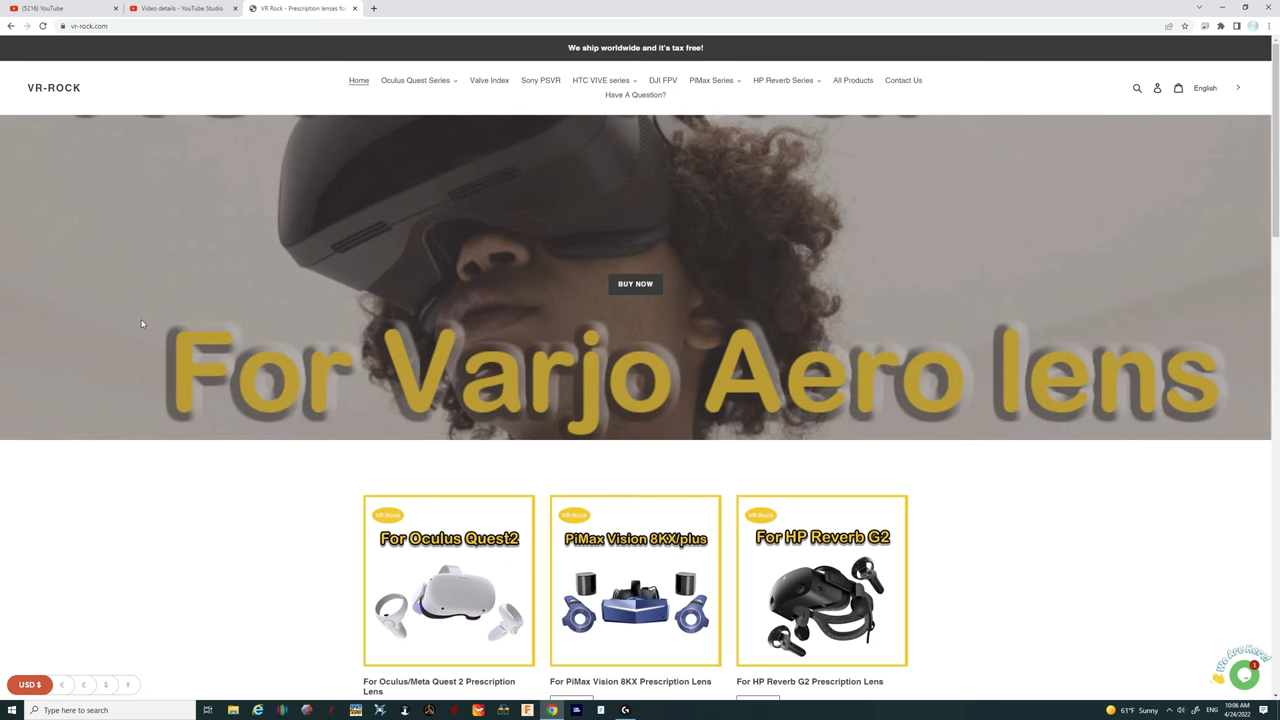 (5216) YouTube
Video details - YouTube Studio
VR Rock - Prescription lenses fo
vr-rock.com
We ship worldwide and it's tax free!
VR-ROCK
Home
Oculus Quest Series
Valve Index
Sony PSVR
HTC VIVE series
DJI FPV
PiMax Series
HP Reverb Series
All Products
Contact Us
Have A Question?
English
BUY NOW
For Varjo Aero lens
VR-Rock
For Oculus Quest2
VR-Rock
PiMax Vision 8KX/plus
VR-Rock
For HP Reverb G2
For Oculus/Meta Quest 2 Prescription
Lens
For PiMax Vision 8KX Prescription Lens
For HP Reverb G2 Prescription Lens
We Are Here!
1
USD $
€
£
$
¥
Type here to search
61°F Sunny
ENG
10:06 AM
4/24/2022